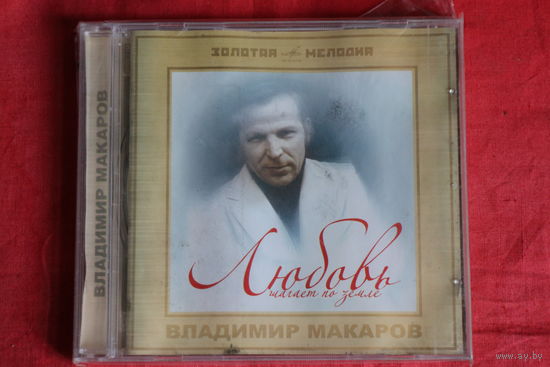 ЗОЛОТАЯ МЕЛОДИЯ
ВЛАДИМИР МАКАРОВ
Любовь
шагает по земле
ВЛАДИМИР МАКАРОВ
www.ay.by